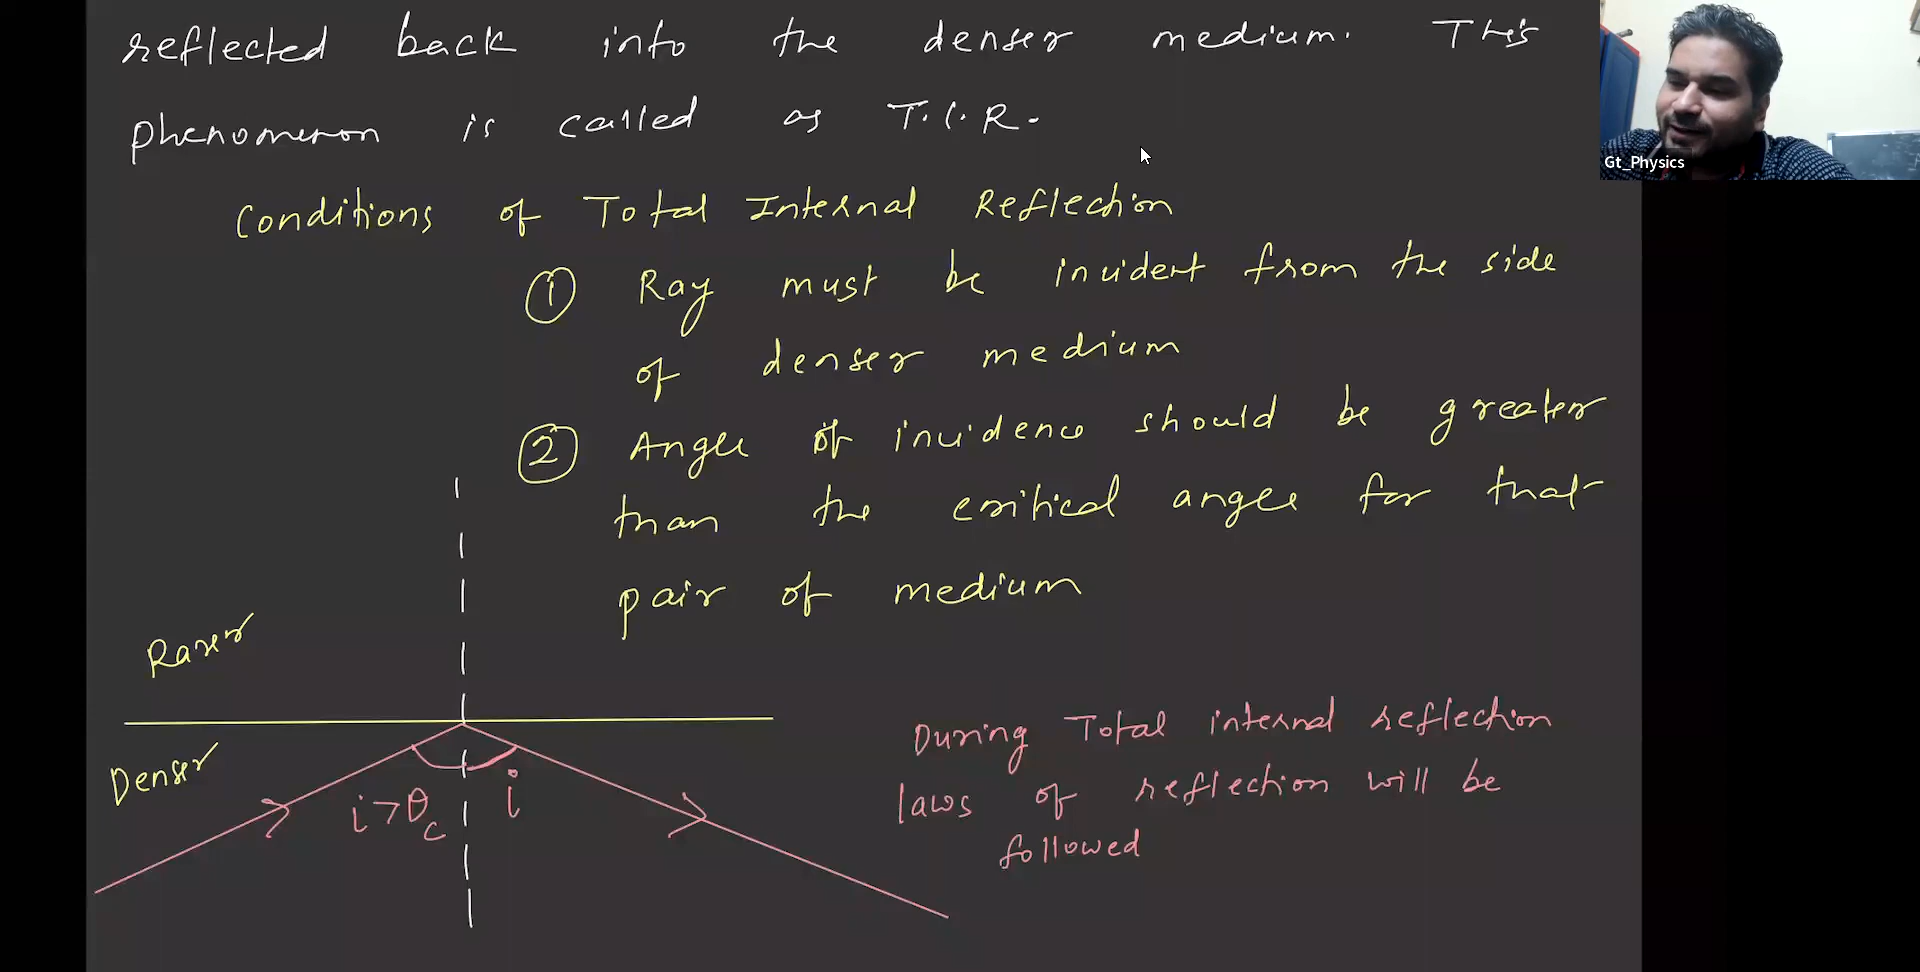 reflected back into the denser medium. This
phenomenon is called as T.I.R.
Gt_Physics
Conditions of Total Internal Reflection
① Ray must be incident from the side
of denser medium
② Angle of incidence should be greater
than the critical angle for that
pair of medium
Rarer
Denser
i>θc i
During Total internal reflection
laws of reflection will be
followed